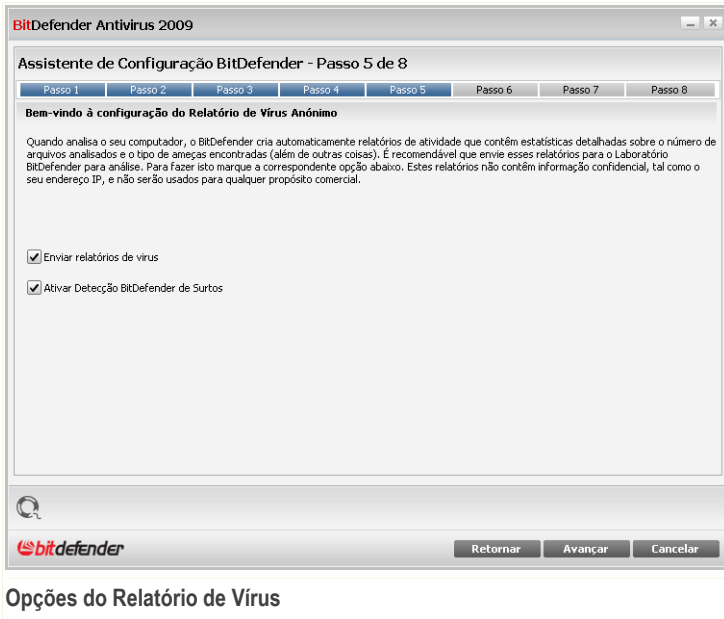 BitDefender Antivirus 2009
Assistente de Configuração BitDefender - Passo 5 de 8
Passo 1 Passo 2 Passo 3 Passo 4 Passo 5 Passo 6 Passo 7 Passo 8
Bem-vindo à configuração do Relatório de Vírus Anónimo
Quando analisa o seu computador, o BitDefender cria automaticamente relatórios de atividade que contêm estatísticas detalhadas sobre o número de
arquivos analisados e o tipo de ameças encontradas (além de outras coisas). É recomendável que envie esses relatórios para o Laboratório
BitDefender para análise. Para fazer isto marque a correspondente opção abaixo. Estes relatórios não contêm informação confidencial, tal como o
seu endereço IP, e não serão usados para qualquer propósito comercial.
Enviar relatórios de virus
Ativar Detecção BitDefender de Surtos
bitdefender
Retornar Avançar Cancelar
Opções do Relatório de Vírus